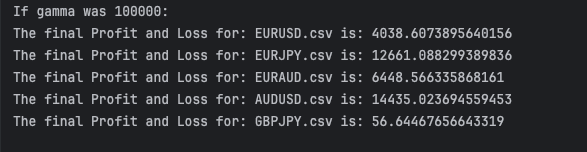 If gamma was 100000:
The final Profit and Loss for: EURUSD.csv is: 4038.6073895640156
The final Profit and Loss for: EURJPY.csv is: 12661.088299389836
The final Profit and Loss for: EURAUD.csv is: 6448.566335868161
The final Profit and Loss for: AUDUSD.csv is: 14435.023694559453
The final Profit and Loss for: GBPJPY.csv is: 56.64467656643319